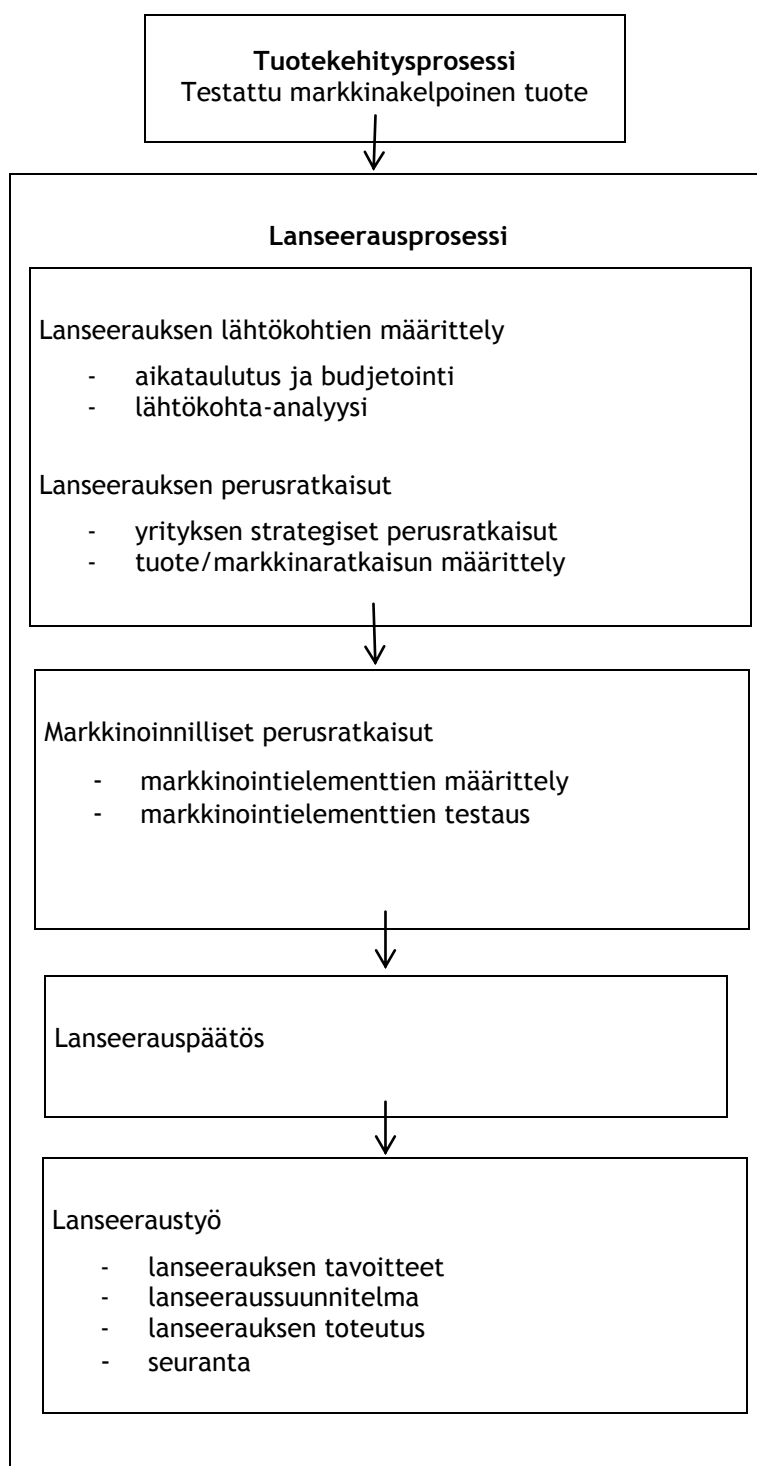 Tuotekehitysprosessi
Testattu markkinakelpoinen tuote
Lanseerausprosessi
Lanseerauksen lähtökohtien määrittely
- aikataulutus ja budjetointi
- lähtökohta-analyysi
Lanseerauksen perusratkaisut
- yrityksen strategiset perusratkaisut
- tuote/markkinaratkaisun määrittely
Markkinoinnilliset perusratkaisut
- markkinointielementtien määrittely
- markkinointielementtien testaus
Lanseerauspäätös
Lanseeraustyö
- lanseerauksen tavoitteet
- lanseeraussuunnitelma
- lanseerauksen toteutus
- seuranta